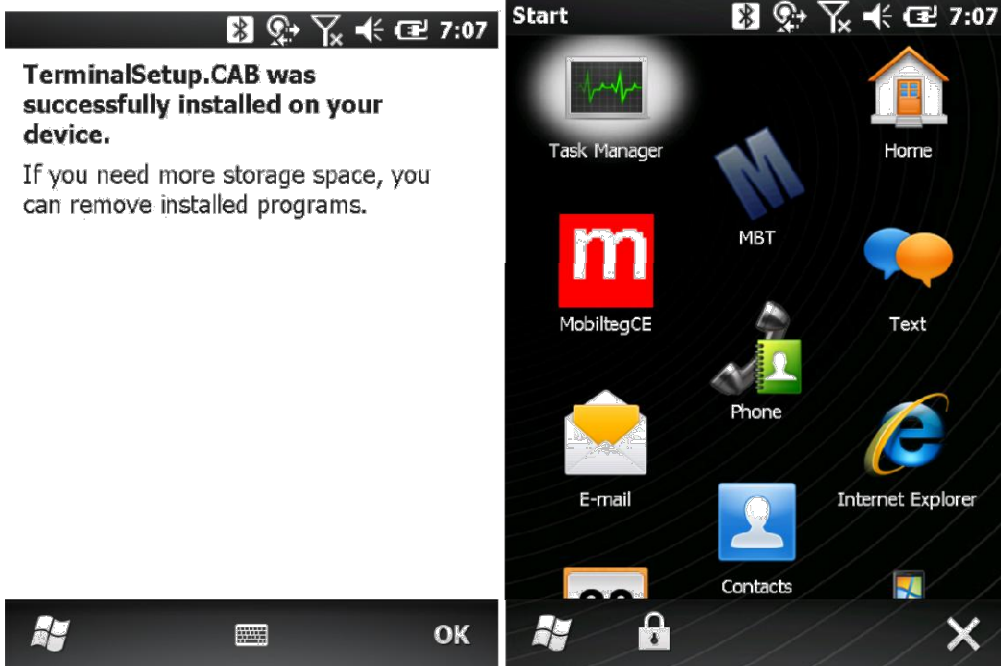 7:07
TerminalSetup.CAB was
successfully installed on your
device.
If you need more storage space, you
can remove installed programs.
OK
Start
7:07
Task Manager
Home
MBT
m
MobiltegCE
Text
Phone
E-mail
Internet Explorer
Contacts